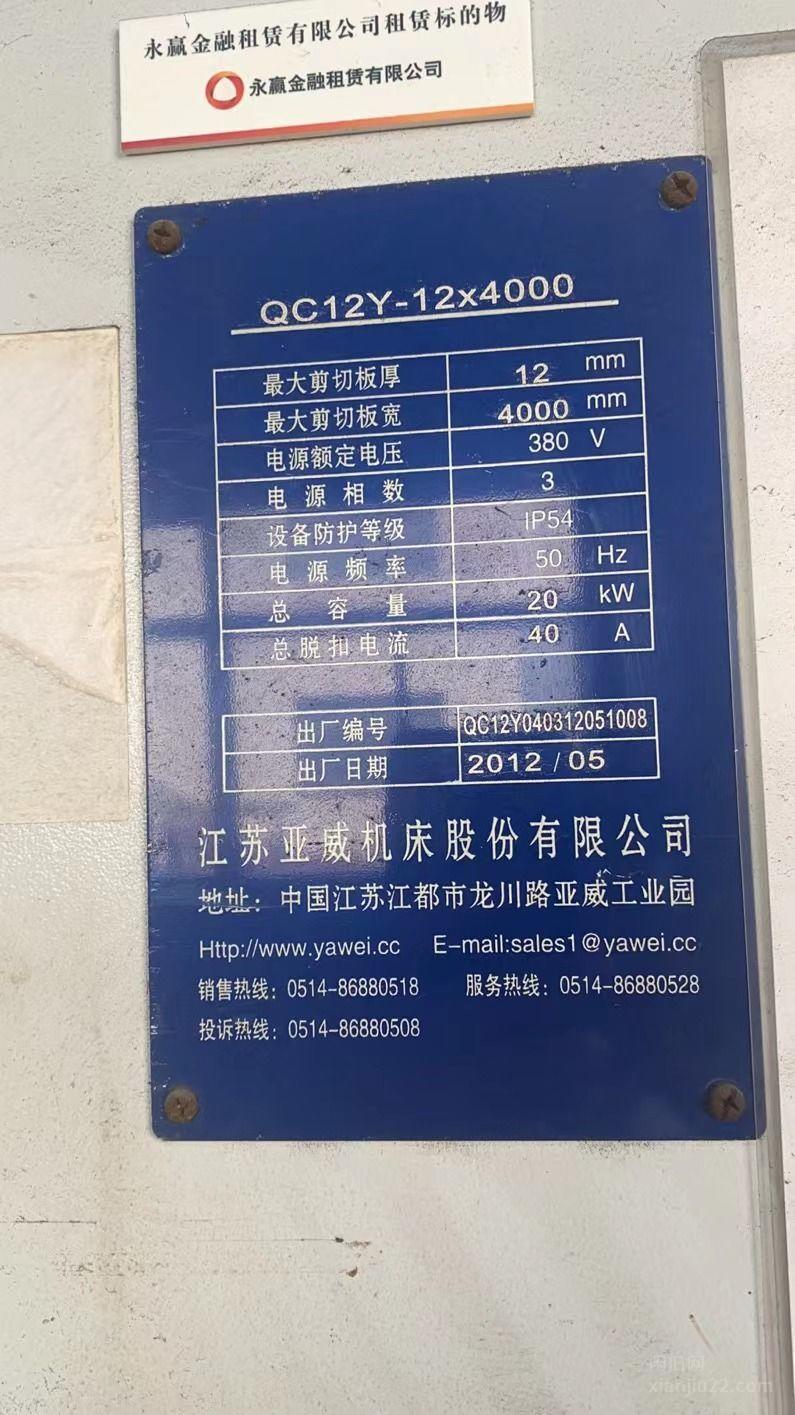 永赢金融租赁有限公司租赁标的物
永赢金融租赁有限公司
QC12Y-12x4000
最大剪切板厚 12 mm
最大剪切板宽 4000 mm
电源额定电压 380 V
电源相数 3
设备防护等级 IP54
电源频率 50 Hz
总容量 20 kW
总脱扣电流 40 A
出厂编号 QC12Y040312051008
出厂日期 2012/05
江苏亚威机床股份有限公司
地址：中国江苏江都市龙川路亚威工业园
Http://www.yawei.cc E-mail:sales1@yawei.cc
销售热线：0514-86880518 服务热线：0514-86880528
投诉热线：0514-86880508
闲旧网
xianjiu22.com